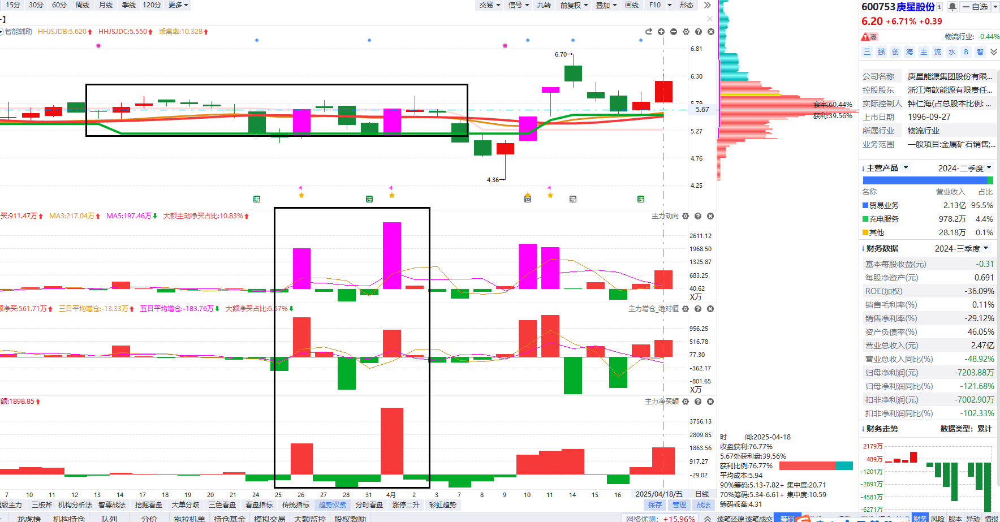 15分 30分 60分 周线 月线 季线 120分 更多
交易 信号 九转 前复权 叠加 画线 F10 形态
智能辅助 HHJSJDB:5.620 HHJSJDC:5.550 乖离率:10.328
6.81
6.30
5.79
5.67
5.27
4.76
4.25
6.70
4.36
买:911.47万 MA3:217.04万 MA5:197.46万 大额主动净买占比:10.83% 主力动向
2611.12
1968.50
1325.87
683.25
40.62
X万
额净买:561.71万 三日平均增仓:-13.33万 五日平均增仓:-183.76万 大额净买占比:6.67% 主力增仓_绝对值
956.25
516.78
77.30
-362.17
-801.65
X万
额:1898.85 主力净买额
3756.13
2809.85
1863.56
917.27
-29.02
7 10 11 12 13 14 17 18 19 20 21 24 25 26 27 28 31 4月 2 3 7 8 9 10 11 14 15 16 2025/04/18/五 日线
超级主力 三板斧 机构分析法 智尊战法 挖掘看盘 大单分歧 三色看盘 看盘指标 传统指标 趋势双紫 分时看盘 涨停二升 彩虹趋势 保存 管理 战法
龙虎榜 机构持仓 队列 分价 拖拉机单 持仓基金 模拟交易 大额监控 股权激励 网格优测: +15.96% 逐笔还原 逐笔成交 筹码 财务 风险 股本 异动 情报
套牢:60.44%
获利:39.56%
时 间:2025-04-18
收盘获利:76.77%
5.67处获利盘:39.56%
获利比例:76.77%
平均成本:5.94
90%筹码:5.13-7.82+ 集中度:20.71
70%筹码:5.34-6.61+ 集中度:10.59
筹码乖离:4.31
600753 庚星股份 自选
6.20 +6.71% +0.39
高 物流行业: -0.44%
三 强 创 海 主 流 水 B 智
公司名称 庚星能源集团股份有限...
控股股东 浙江海歆能源有限责任...
实际控制人 钟仁海(占总股本比例: ...
上市日期 1996-09-27
所属行业 物流行业
业务范围 一般项目:金属矿石销售;...
主营产品 2024-二季度
名称 营业收入 占比
贸易业务 2.13亿 95.5%
充电服务 978.2万 4.4%
其他 28.18万 0.1%
财务数据 2024-三季度
基本每股收益(元) -0.31
每股净资产(元) 0.691
ROE(加权) -36.09%
销售毛利率(%) 0.11%
销售净利率(%) -29.12%
资产负债率(%) 46.05%
营业总收入(元) 2.47亿
营业总收入同比(%) -48.92%
归母净利润(元) -7203.88万
归母净利润同比(%) -121.68%
扣非净利润(元) -7002.90万
扣非净利润同比(%) -102.33%
财务走势 数据类型: 累计
2179万
489万
-1201万
-2891万
-4581万
-6271万